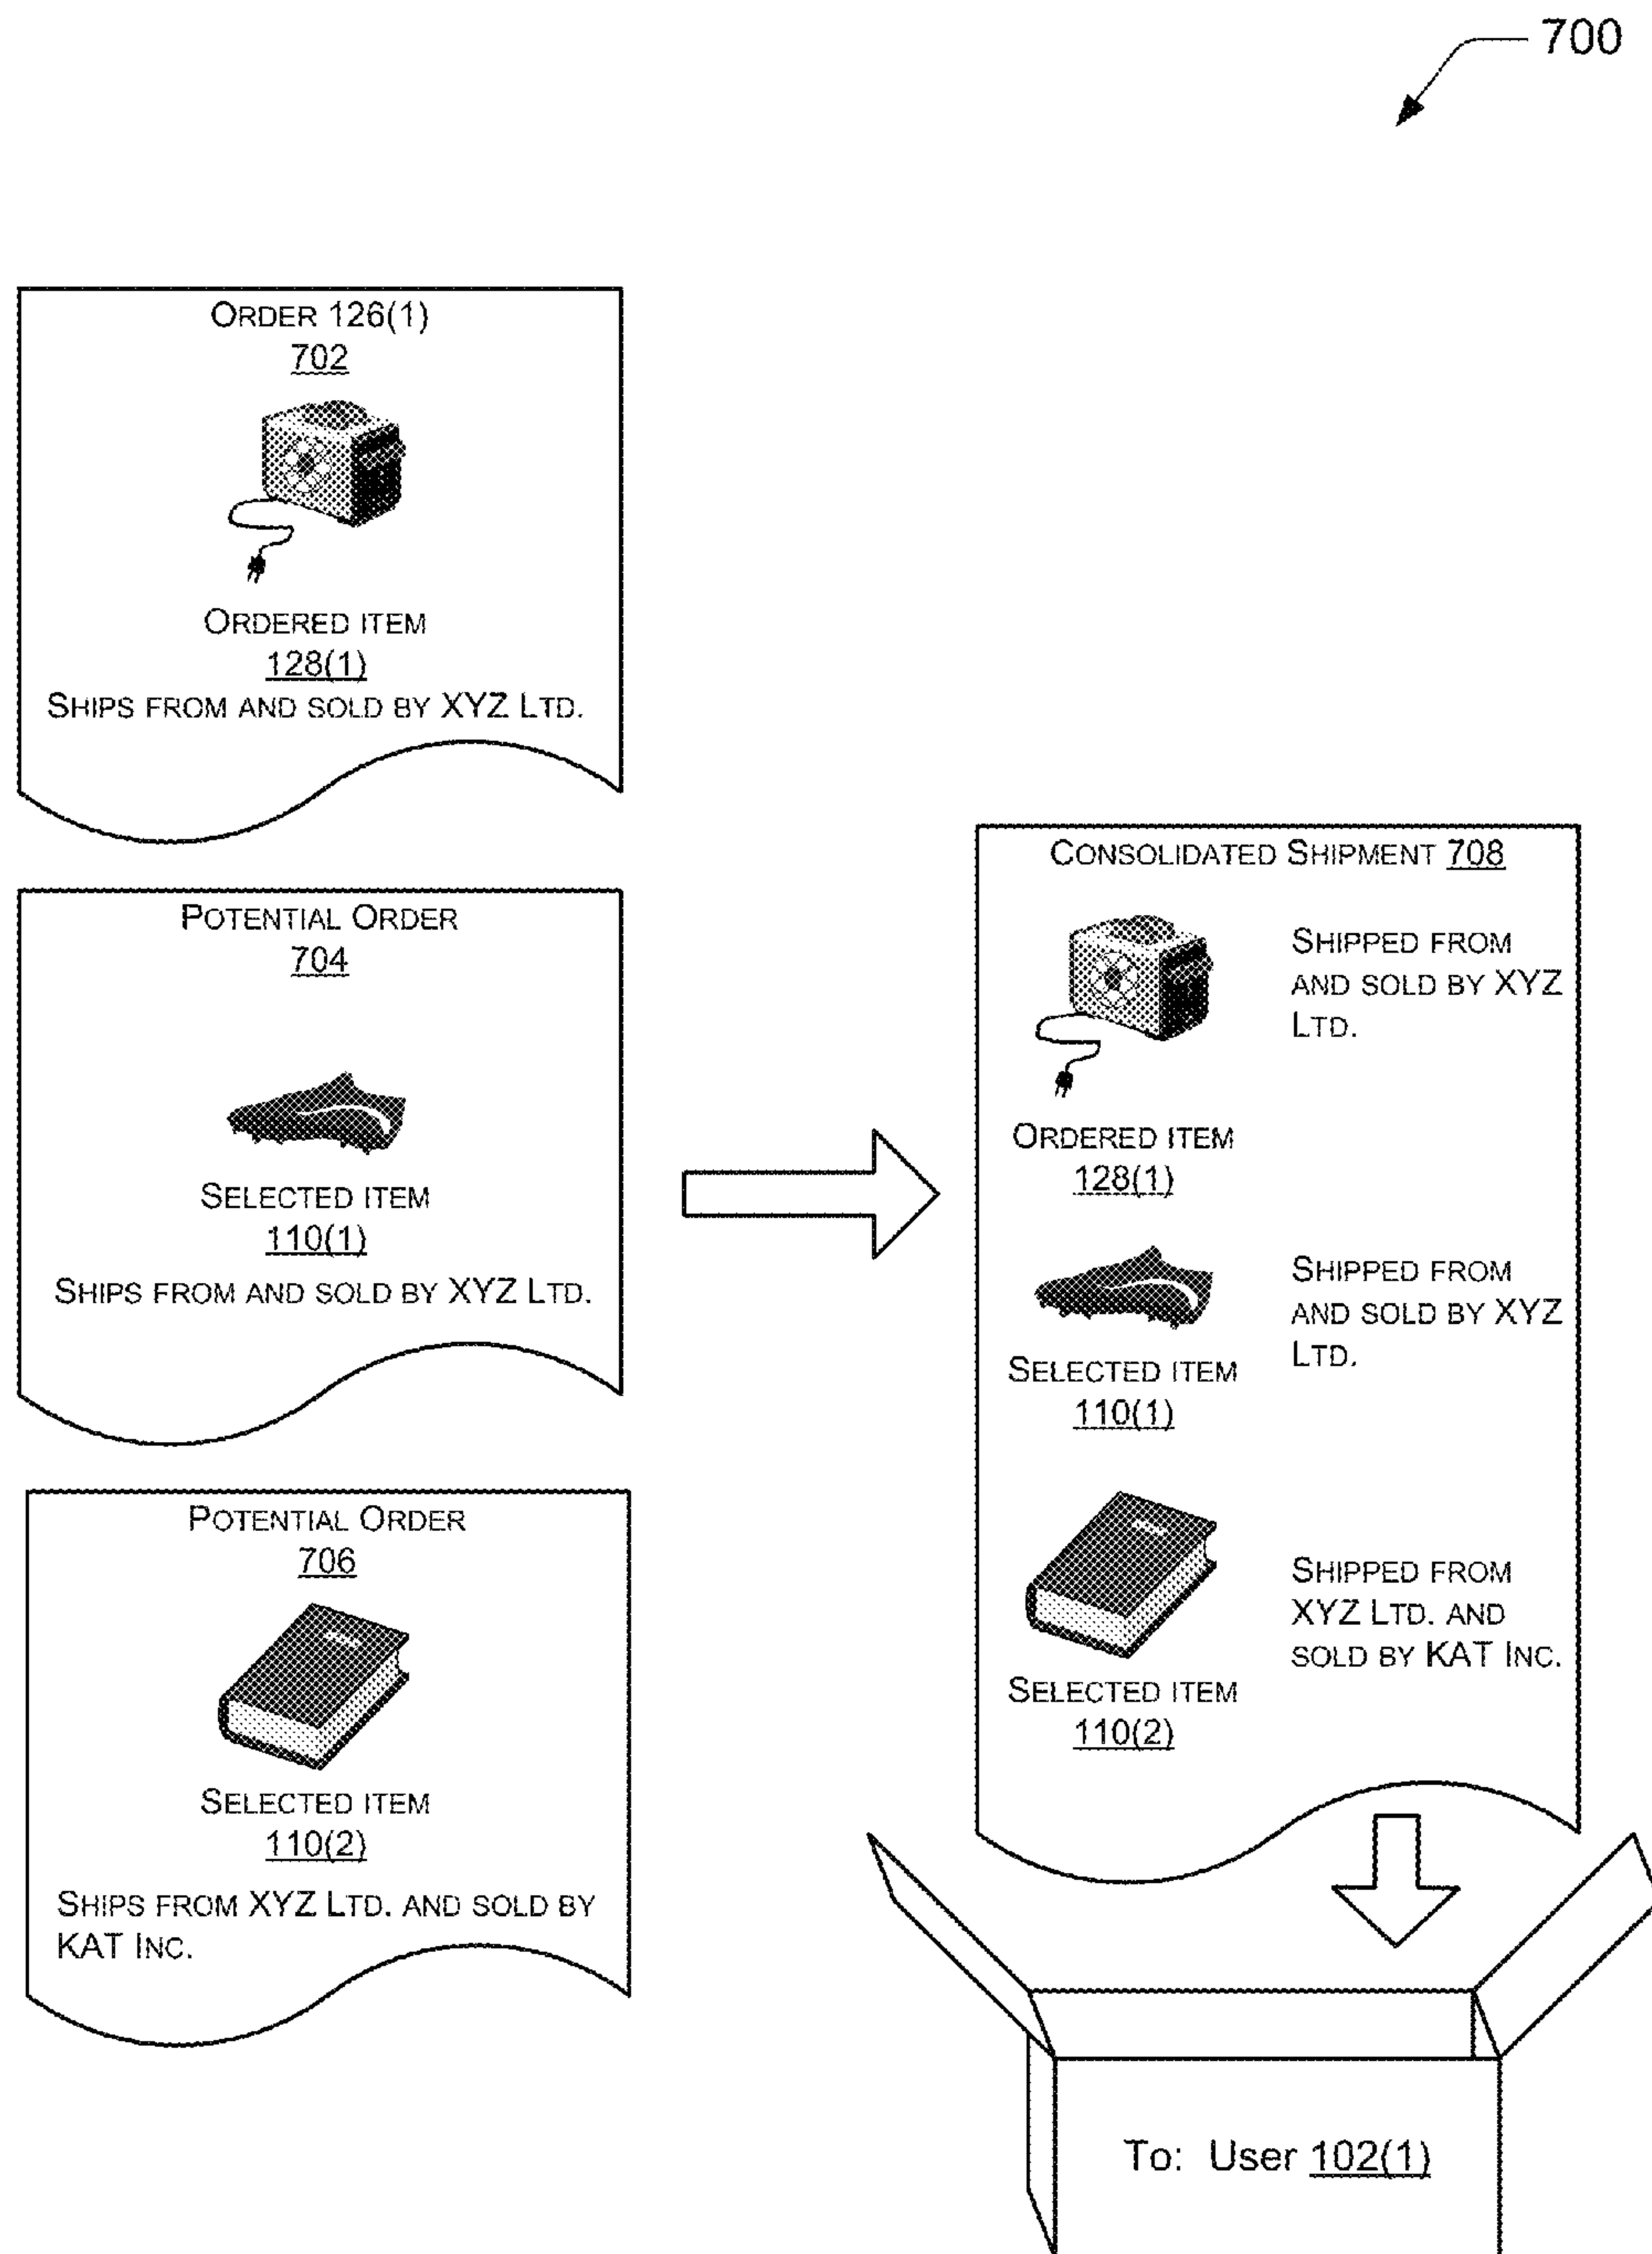 700
ORDER 126(1)
702
ORDERED ITEM
128(1)
SHIPS FROM AND SOLD BY XYZ LTD.
POTENTIAL ORDER
704
SELECTED ITEM
110(1)
SHIPS FROM AND SOLD BY XYZ LTD.
POTENTIAL ORDER
706
SELECTED ITEM
110(2)
SHIPS FROM XYZ LTD. AND SOLD BY
KAT INC.
CONSOLIDATED SHIPMENT 708
SHIPPED FROM
AND SOLD BY XYZ
LTD.
ORDERED ITEM
128(1)
SHIPPED FROM
AND SOLD BY XYZ
LTD.
SELECTED ITEM
110(1)
SHIPPED FROM
XYZ LTD. AND
SOLD BY KAT INC.
SELECTED ITEM
110(2)
To: User 102(1)